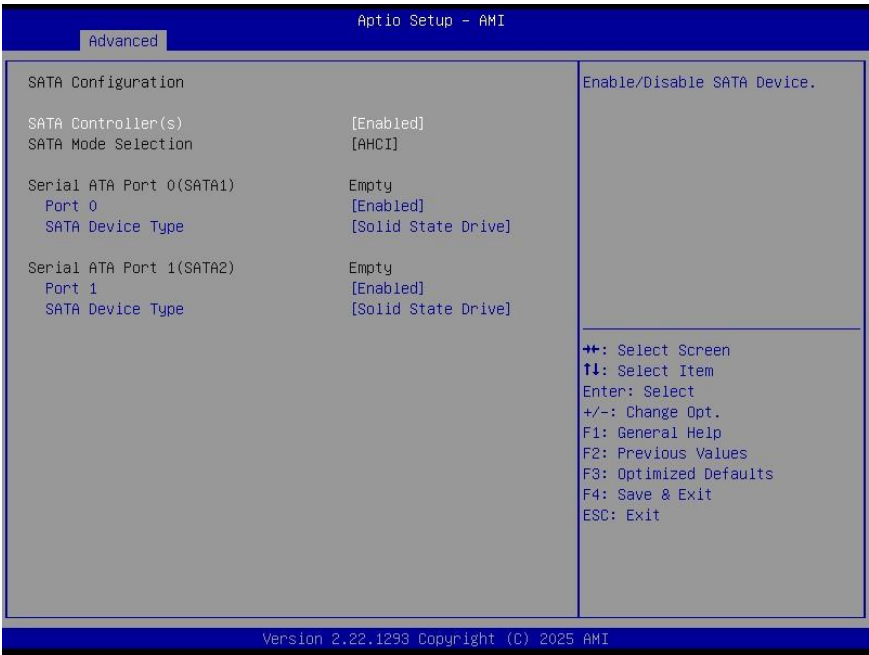 Aptio Setup – AMI
Advanced
SATA Configuration
SATA Controller(s) [Enabled]
SATA Mode Selection [AHCI]
Serial ATA Port 0(SATA1) Empty
Port 0 [Enabled]
SATA Device Type [Solid State Drive]
Serial ATA Port 1(SATA2) Empty
Port 1 [Enabled]
SATA Device Type [Solid State Drive]
Enable/Disable SATA Device.
→←: Select Screen
↑↓: Select Item
Enter: Select
+/-: Change Opt.
F1: General Help
F2: Previous Values
F3: Optimized Defaults
F4: Save & Exit
ESC: Exit
Version 2.22.1293 Copyright (C) 2025 AMI